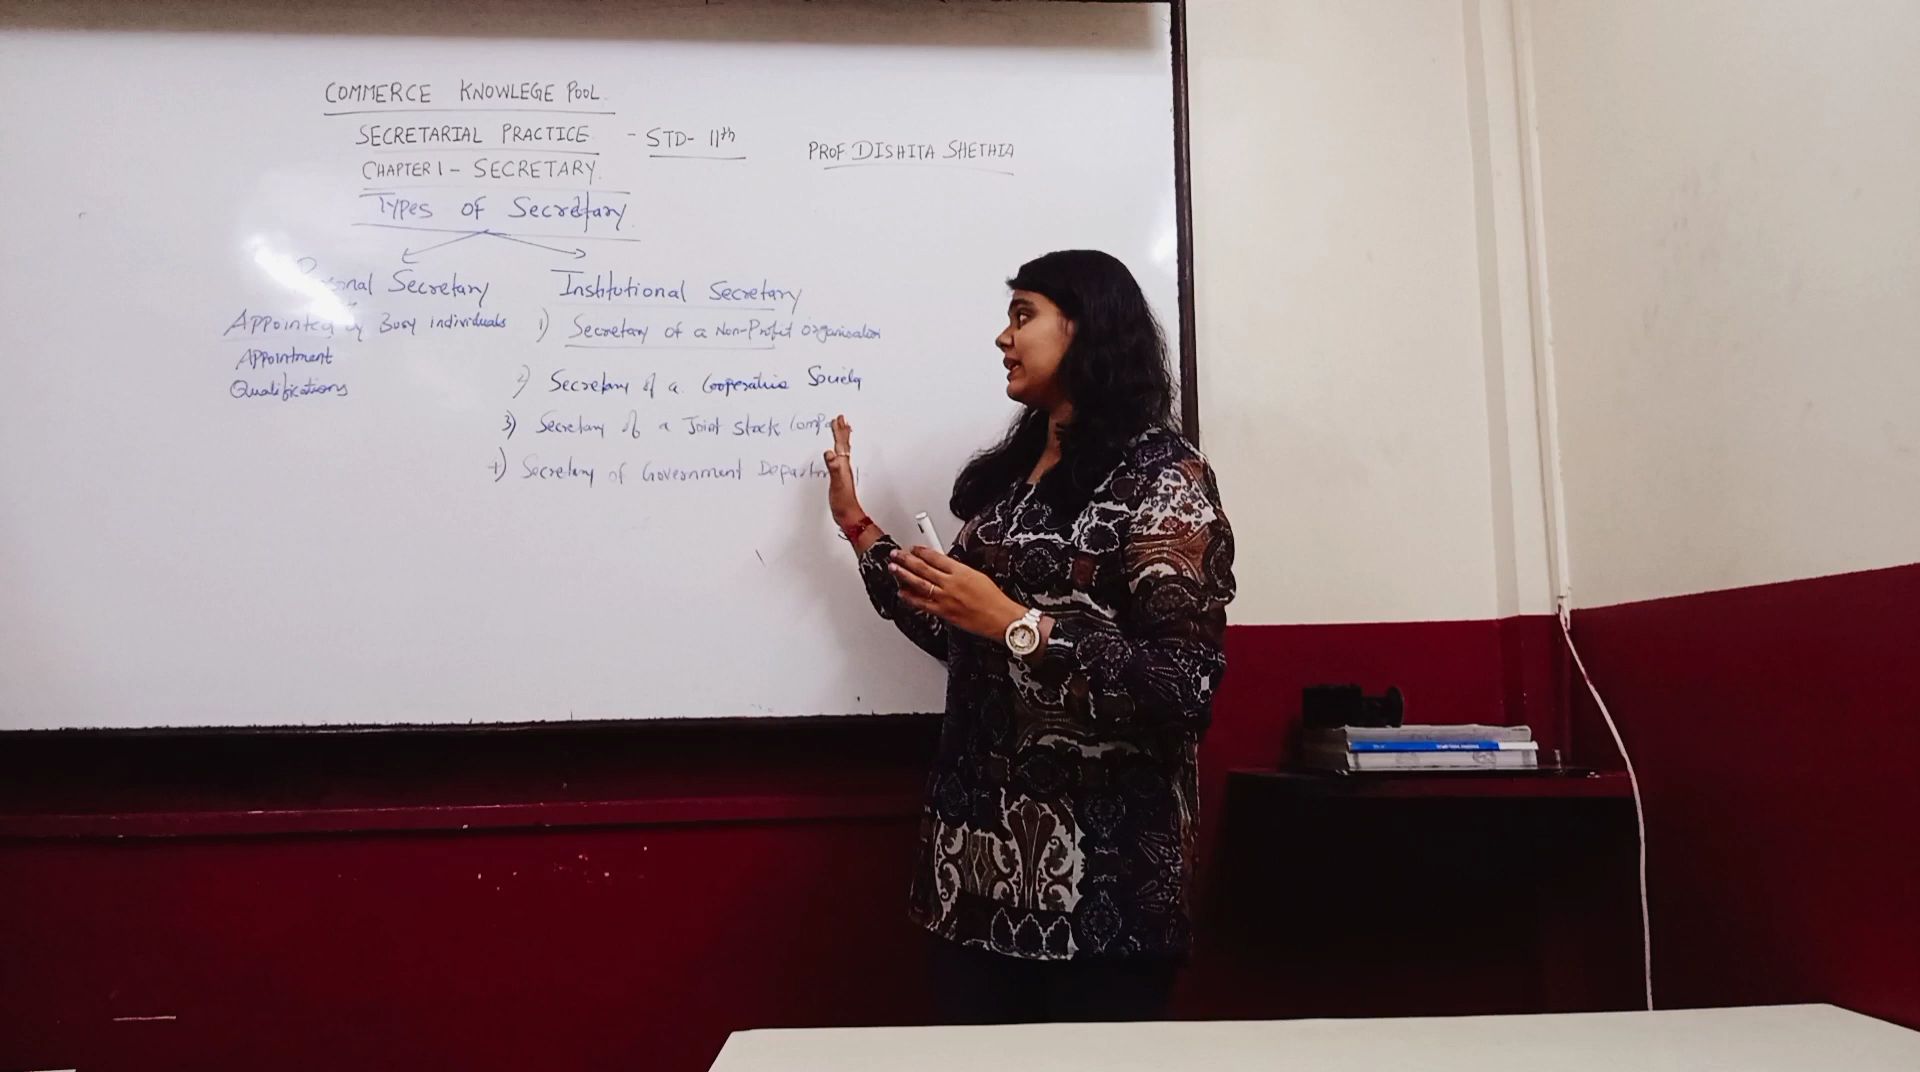 COMMERCE KNOWLEGE POOL.
SECRETARIAL PRACTICE - STD- 11th
PROF. DISHITA SHETHIA
CHAPTER 1 - SECRETARY.
Types of Secretary.
Secretary
Appointed by Busy individuals
Appointment
Qualifications
Institutional Secretary
1) Secretary of a Non-Profit Organisation
2) Secretary of a Cooperative Society
3) Secretary of a Joint Stock
4) Secretary of Government